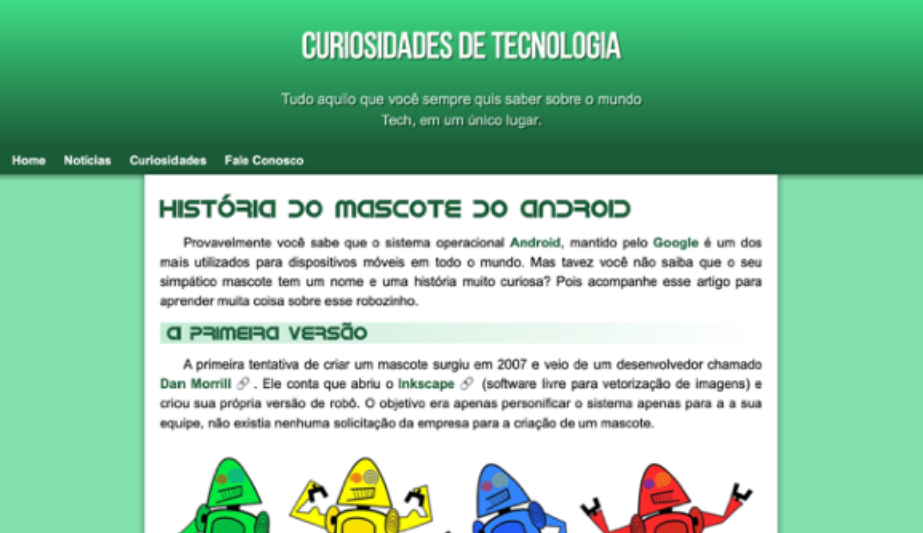 CURIOSIDADES DE TECNOLOGIA
Tudo aquilo que você sempre quis saber sobre o mundo
Tech, em um único lugar.
Home Notícias Curiosidades Fale Conosco
HISTÓRIA DO MASCOTE DO ANDROID
Provavelmente você sabe que o sistema operacional Android, mantido pelo Google é um dos
mais utilizados para dispositivos móveis em todo o mundo. Mas tavez você não saiba que o seu
simpático mascote tem um nome e uma história muito curiosa? Pois acompanhe esse artigo para
aprender muita coisa sobre esse robozinho.
A PRIMEIRA VERSÃO
A primeira tentativa de criar um mascote surgiu em 2007 e veio de um desenvolvedor chamado
Dan Morrill 🔗 . Ele conta que abriu o Inkscape 🔗 (software livre para vetorização de imagens) e
criou sua própria versão de robô. O objetivo era apenas personificar o sistema apenas para a a sua
equipe, não existia nenhuma solicitação da empresa para a criação de um mascote.